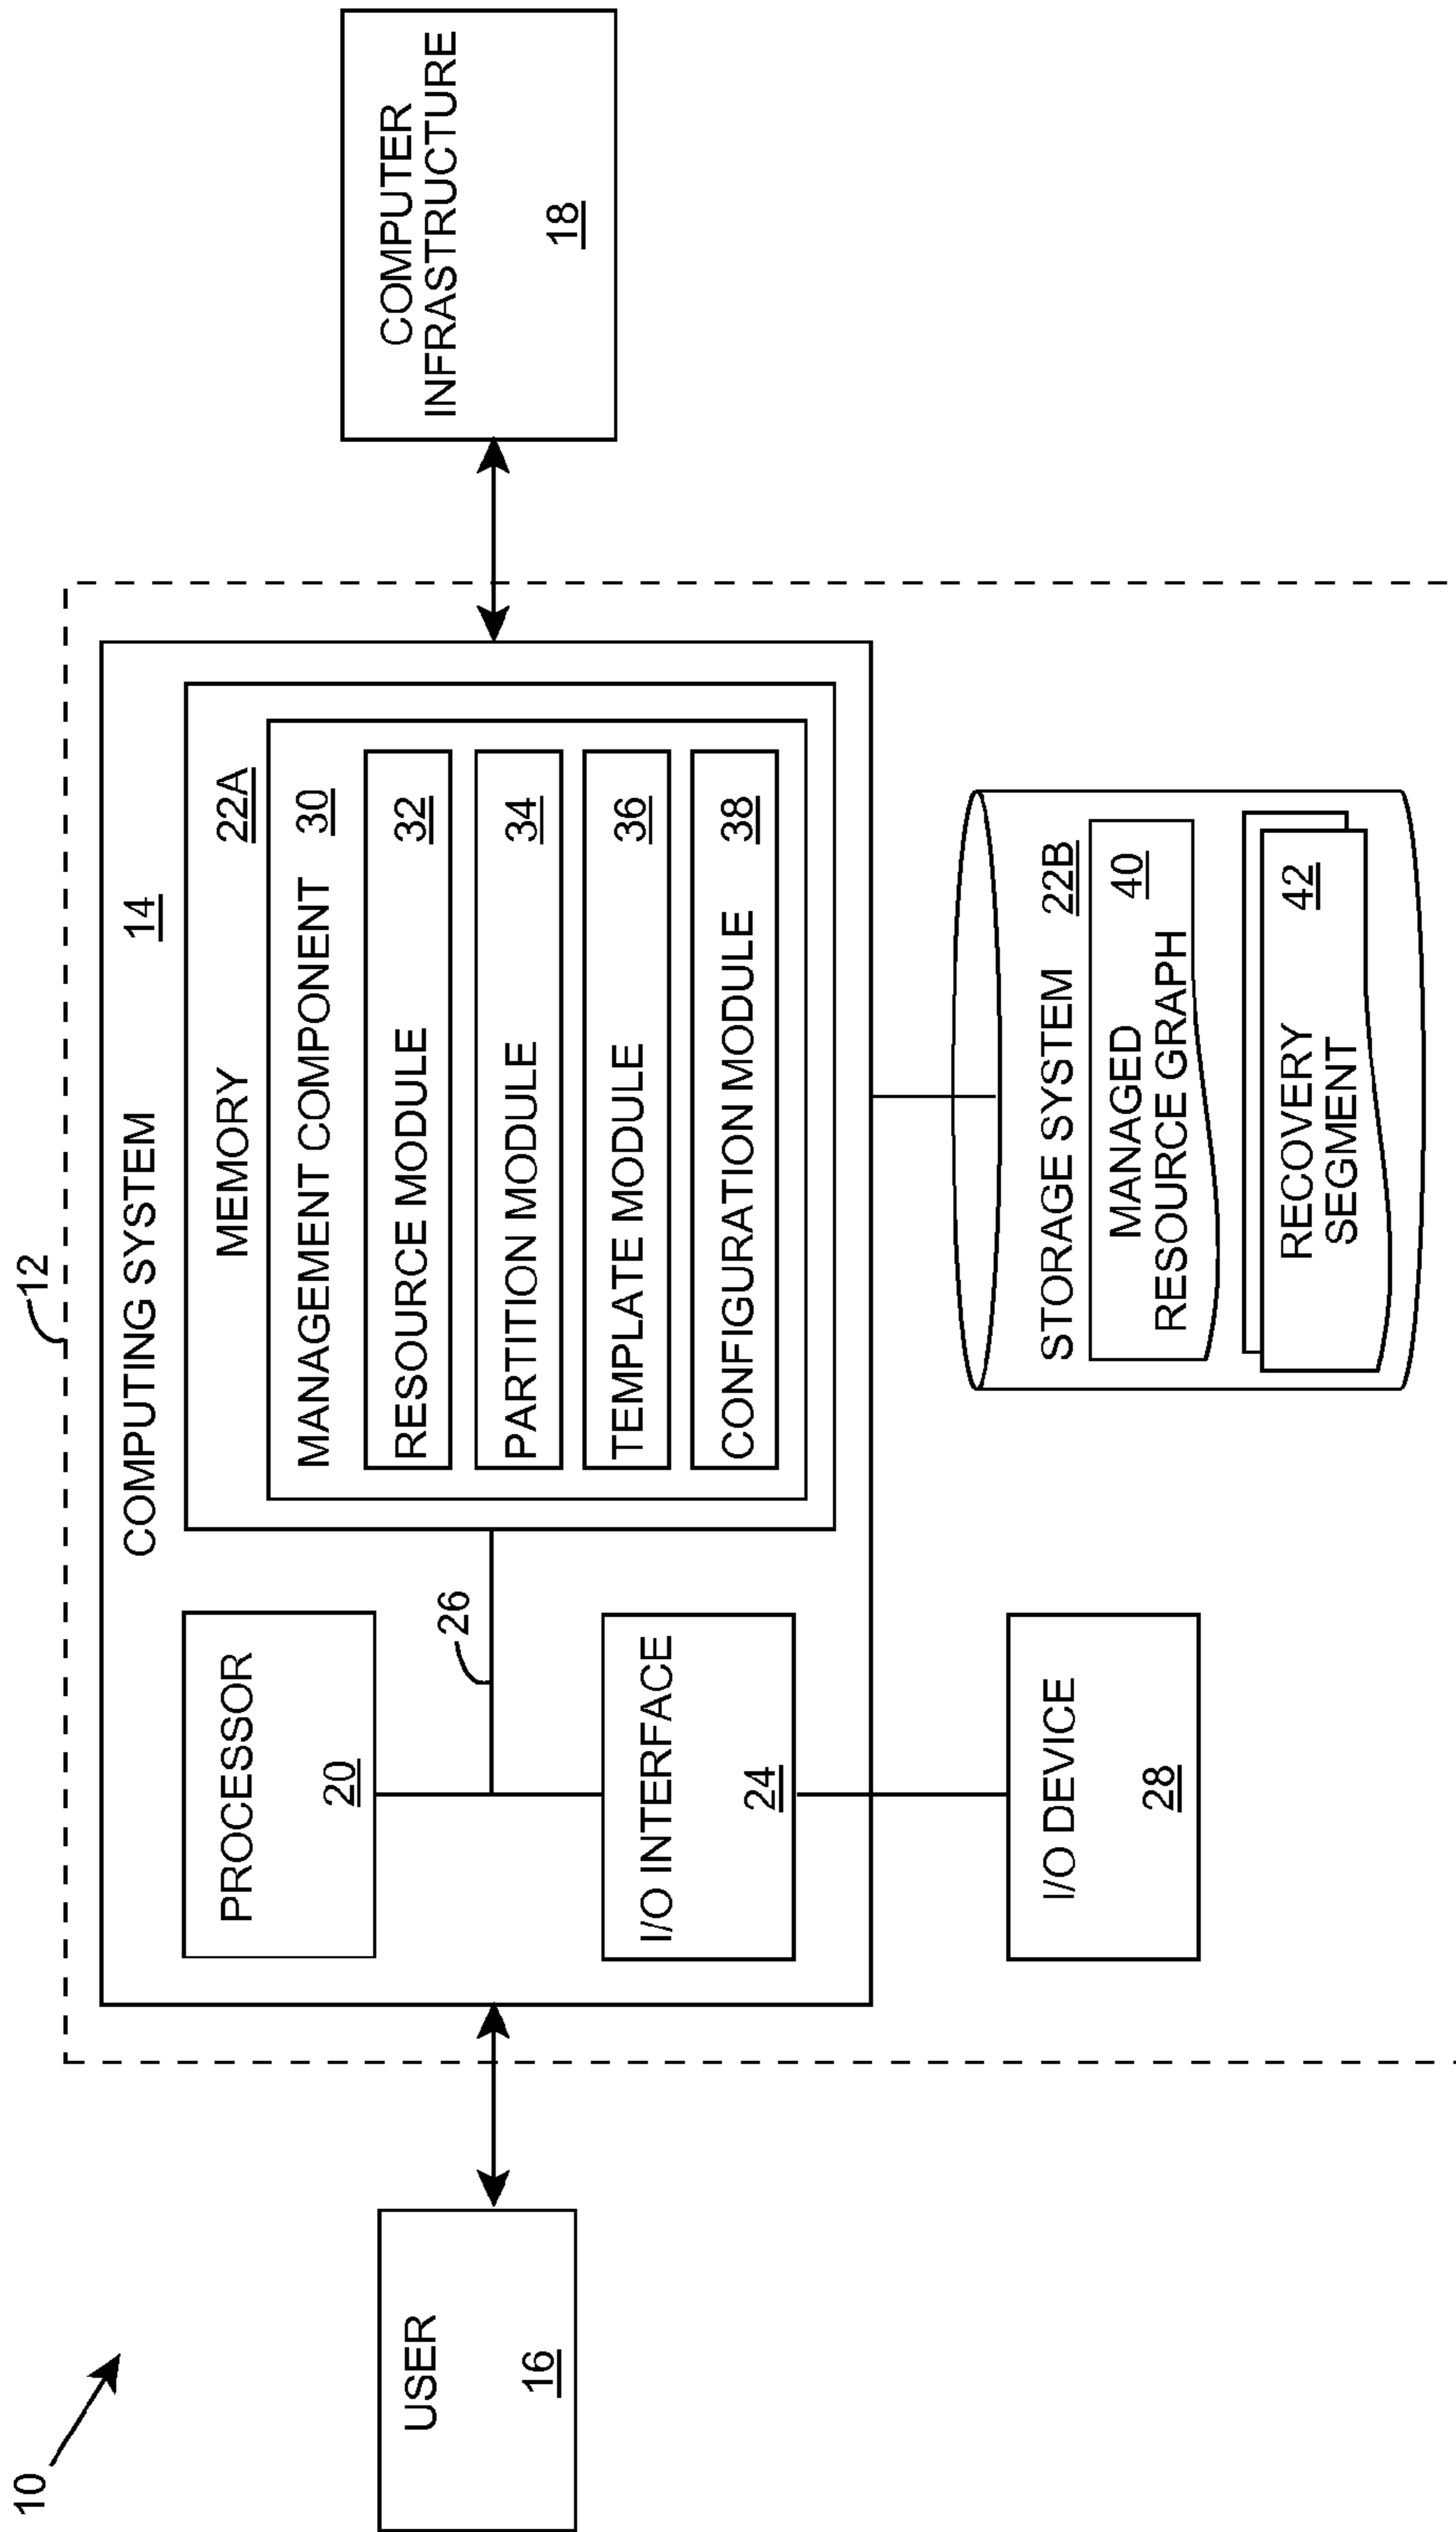 10
12
COMPUTING SYSTEM 14
USER
16
PROCESSOR
20
26
I/O INTERFACE
24
I/O DEVICE
28
MEMORY 22A
MANAGEMENT COMPONENT 30
RESOURCE MODULE 32
PARTITION MODULE 34
TEMPLATE MODULE 36
CONFIGURATION MODULE 38
STORAGE SYSTEM 22B
MANAGED 40
RESOURCE GRAPH
RECOVERY 42
SEGMENT
COMPUTER
INFRASTRUCTURE
18